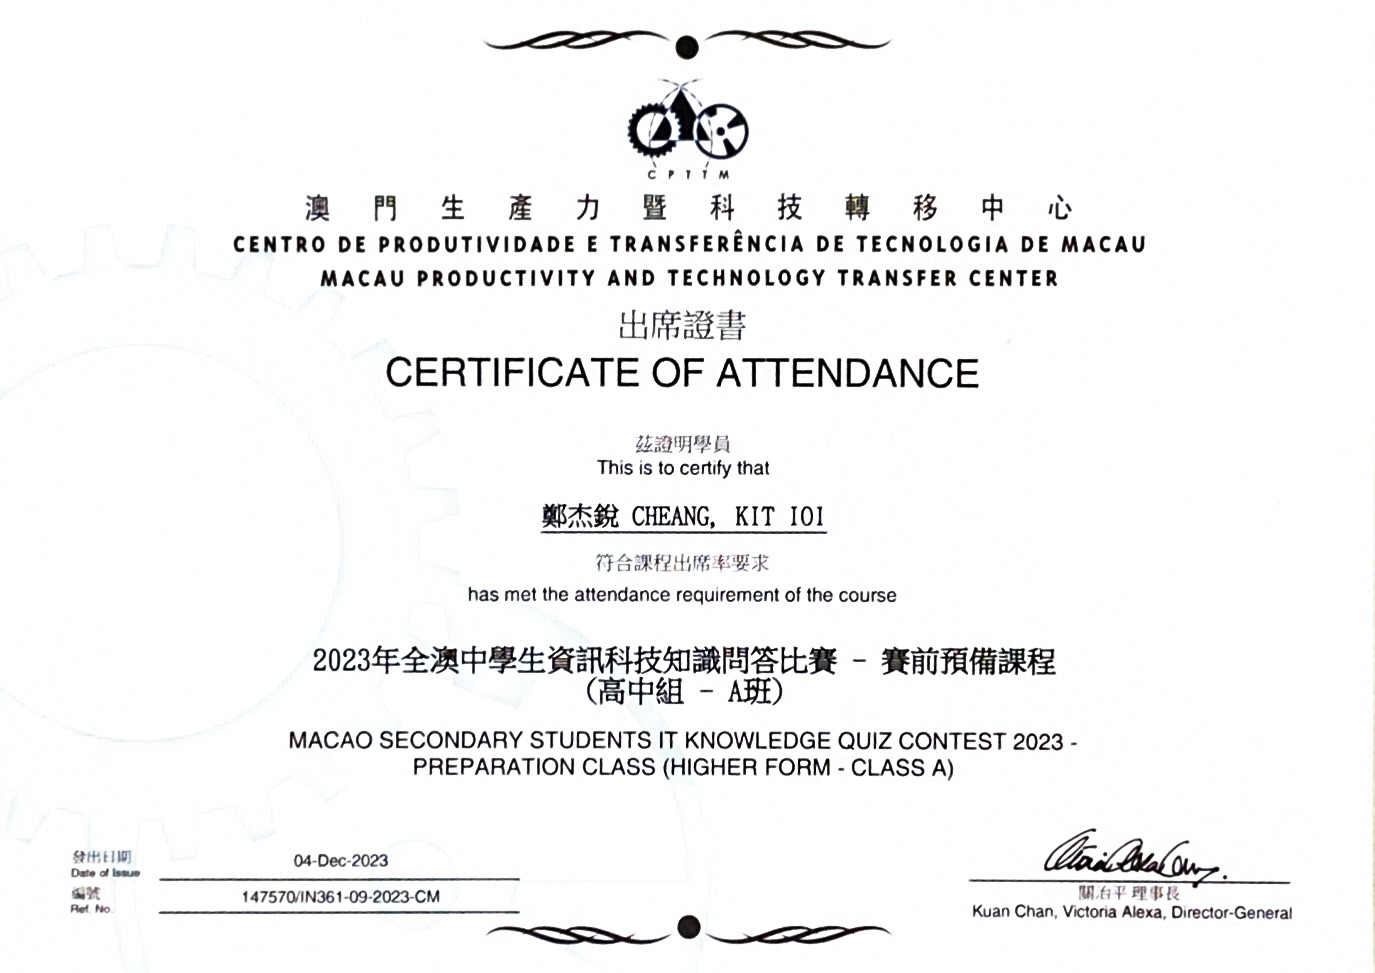 CPTTM
澳門生產力暨科技轉移中心
CENTRO DE PRODUTIVIDADE E TRANSFERÊNCIA DE TECNOLOGIA DE MACAU
MACAU PRODUCTIVITY AND TECHNOLOGY TRANSFER CENTER
出席證書
CERTIFICATE OF ATTENDANCE
茲證明學員
This is to certify that
鄭杰銳 CHEANG, KIT IOI
符合課程出席率要求
has met the attendance requirement of the course
2023年全澳中學生資訊科技知識問答比賽 - 賽前預備課程
(高中組 - A班)
MACAO SECONDARY STUDENTS IT KNOWLEDGE QUIZ CONTEST 2023 -
PREPARATION CLASS (HIGHER FORM - CLASS A)
發出日期
Date of Issue
04-Dec-2023
編號
Ref. No.
147570/IN361-09-2023-CM
關治平理事長
Kuan Chan, Victoria Alexa, Director-General